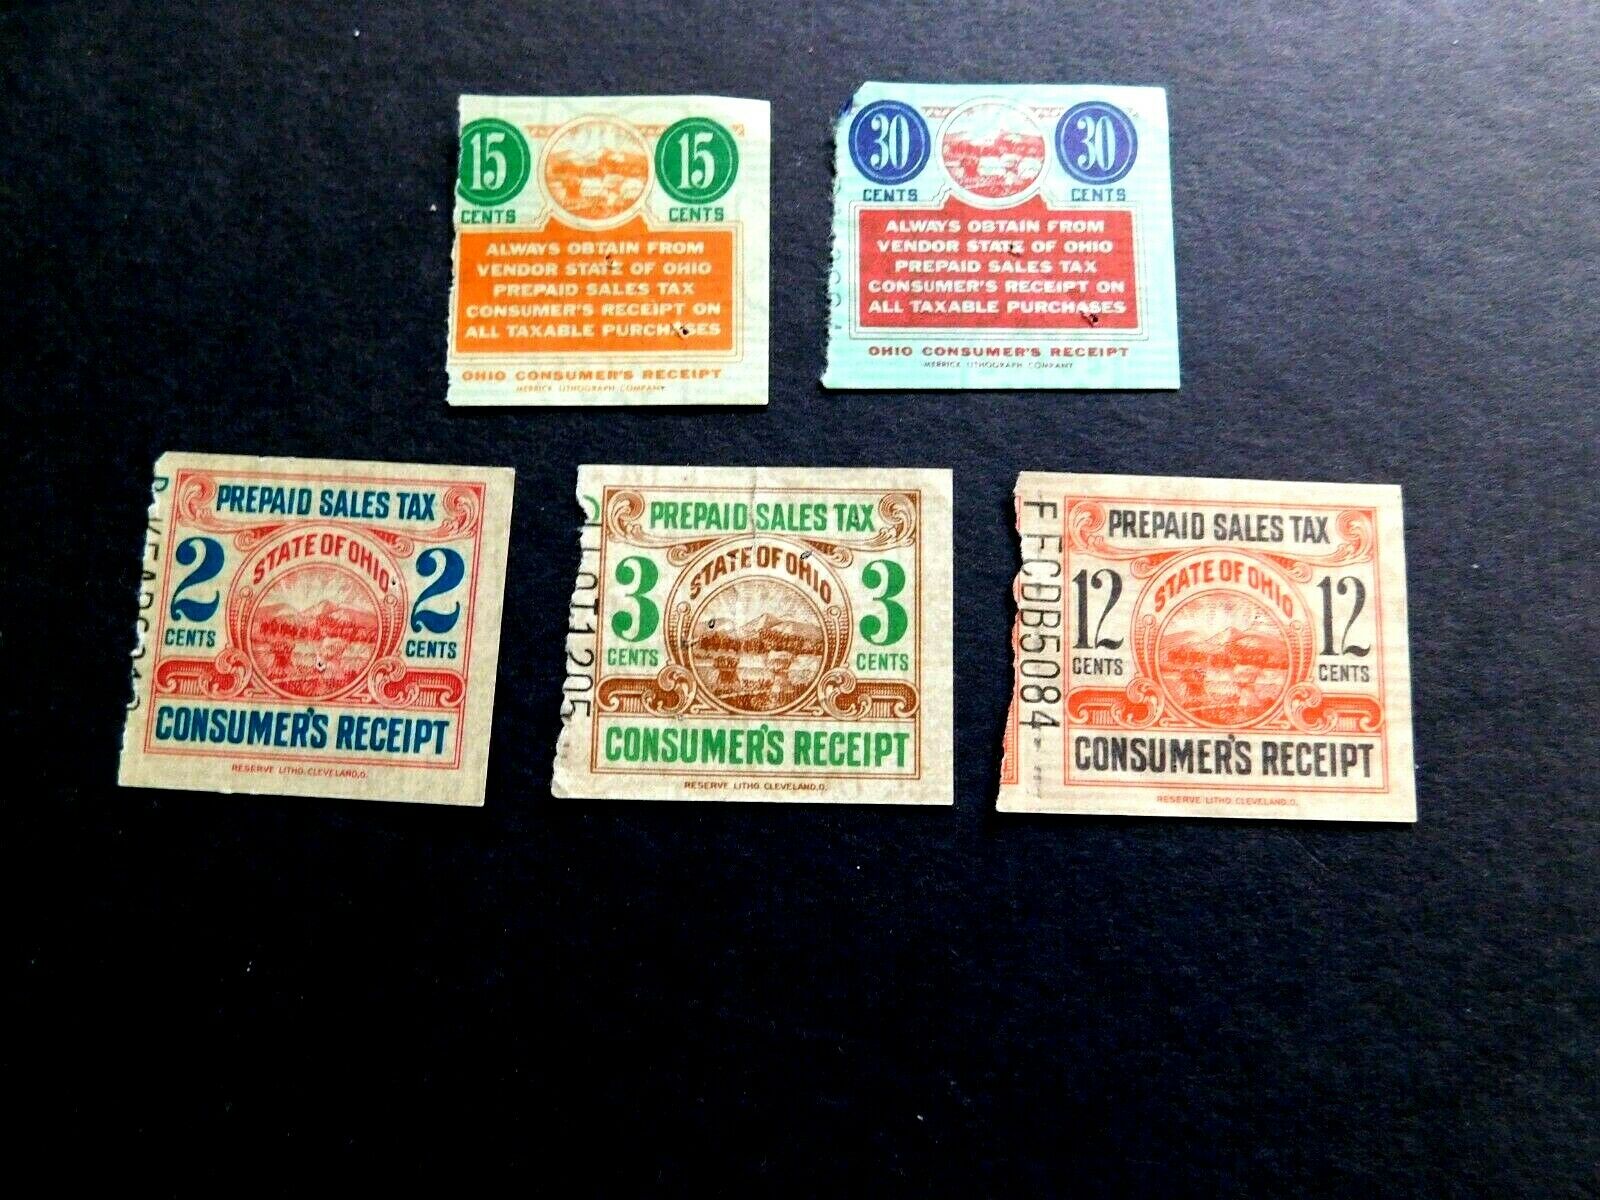 15 CENTS
15 CENTS
ALWAYS OBTAIN FROM
VENDOR STATE OF OHIO
PREPAID SALES TAX
CONSUMER'S RECEIPT ON
ALL TAXABLE PURCHASES
OHIO CONSUMER'S RECEIPT
MERRICK LITHOGRAPH COMPANY
30 CENTS
30 CENTS
ALWAYS OBTAIN FROM
VENDOR STATE OF OHIO
PREPAID SALES TAX
CONSUMER'S RECEIPT ON
ALL TAXABLE PURCHASES
OHIO CONSUMER'S RECEIPT
MERRICK LITHOGRAPH COMPANY
PREPAID SALES TAX
STATE OF OHIO
2 CENTS
2 CENTS
CONSUMER'S RECEIPT
RESERVE LITHO. CLEVELAND,O.
PREPAID SALES TAX
STATE OF OHIO
3 CENTS
3 CENTS
CONSUMER'S RECEIPT
RESERVE LITHO. CLEVELAND,O.
FFCDB5084
PREPAID SALES TAX
STATE OF OHIO
12 CENTS
12 CENTS
CONSUMER'S RECEIPT
RESERVE LITHO. CLEVELAND,O.